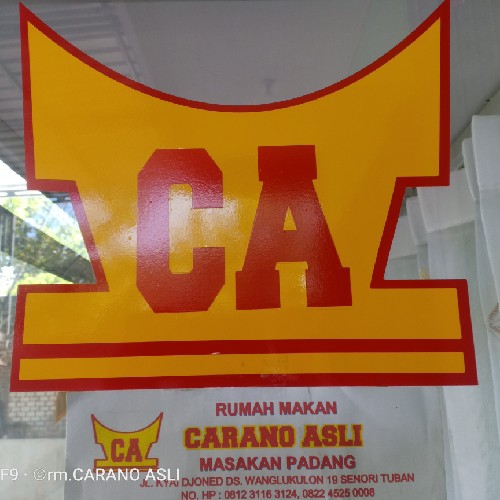 CA
RUMAH MAKAN
CA CARANO ASLI
MASAKAN PADANG
JL. KYAI DJONED DS. WANGLUKULON 19 SENORI TUBAN
NO. HP : 0812 3116 3124, 0822 4525 0008
F9 · ©rm.CARANO ASLI